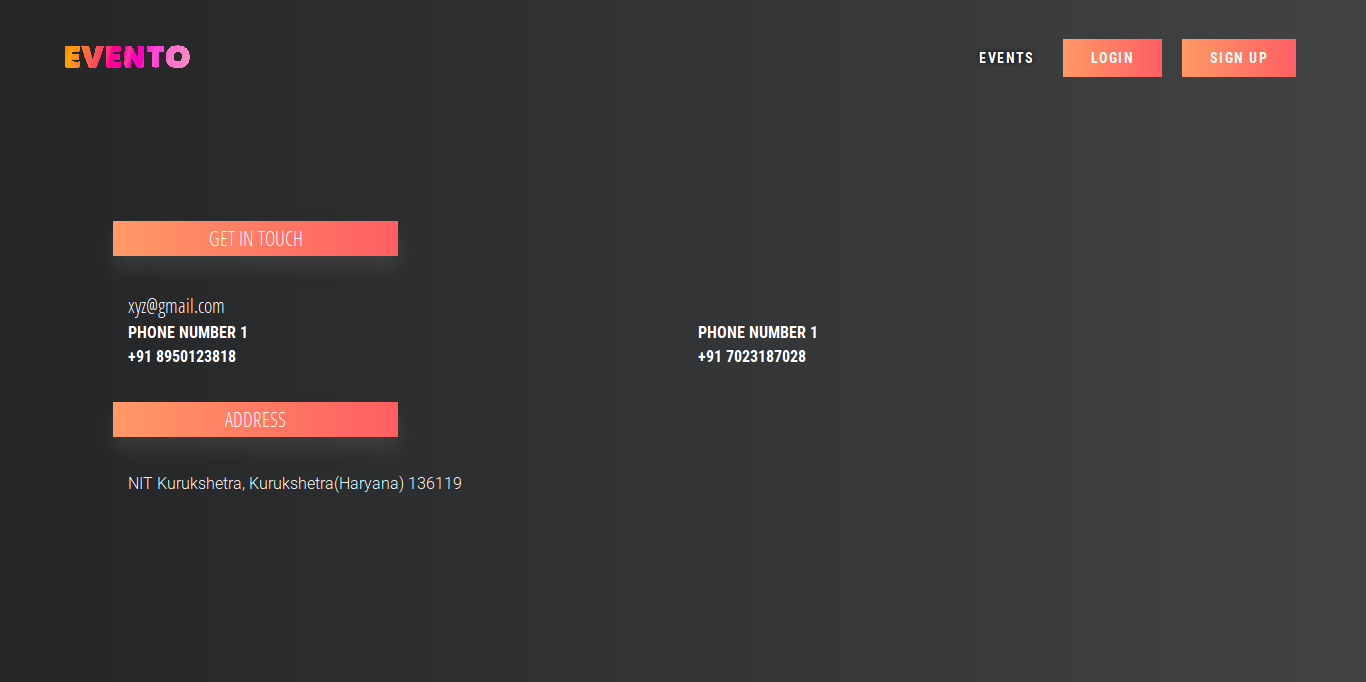 EVENTO
EVENTS
LOGIN
SIGN UP
GET IN TOUCH
xyz@gmail.com
PHONE NUMBER 1
+91 8950123818
PHONE NUMBER 1
+91 7023187028
ADDRESS
NIT Kurukshetra, Kurukshetra(Haryana) 136119